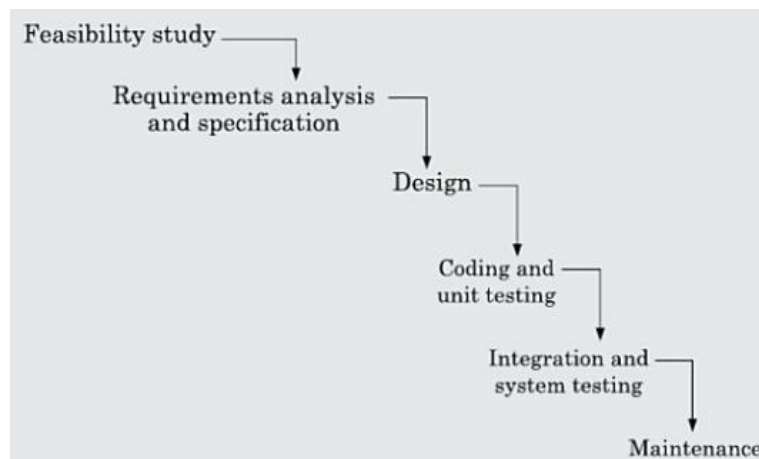 Feasibility study
Requirements analysis
and specification
Design
Coding and
unit testing
Integration and
system testing
Maintenance